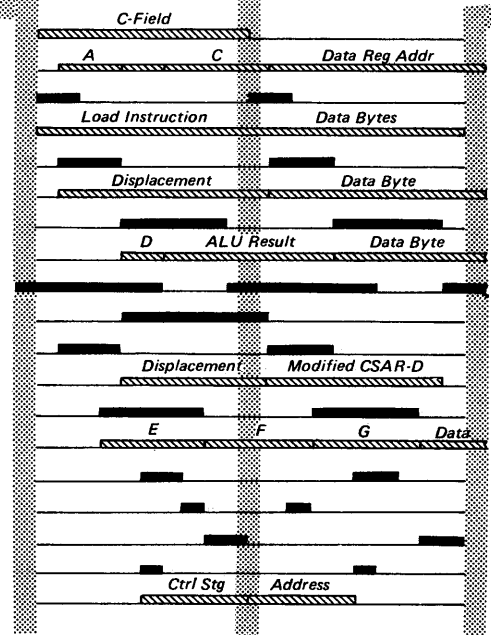 C-Field
A C Data Reg Addr
Load Instruction Data Bytes
Displacement Data Byte
D ALU Result Data Byte
Displacement Modified CSAR-D
E F G Data
Ctrl Stg Address